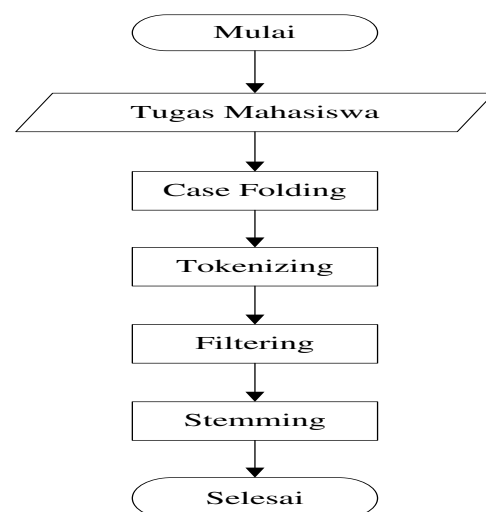 Mulai
Tugas Mahasiswa
Case Folding
Tokenizing
Filtering
Stemming
Selesai